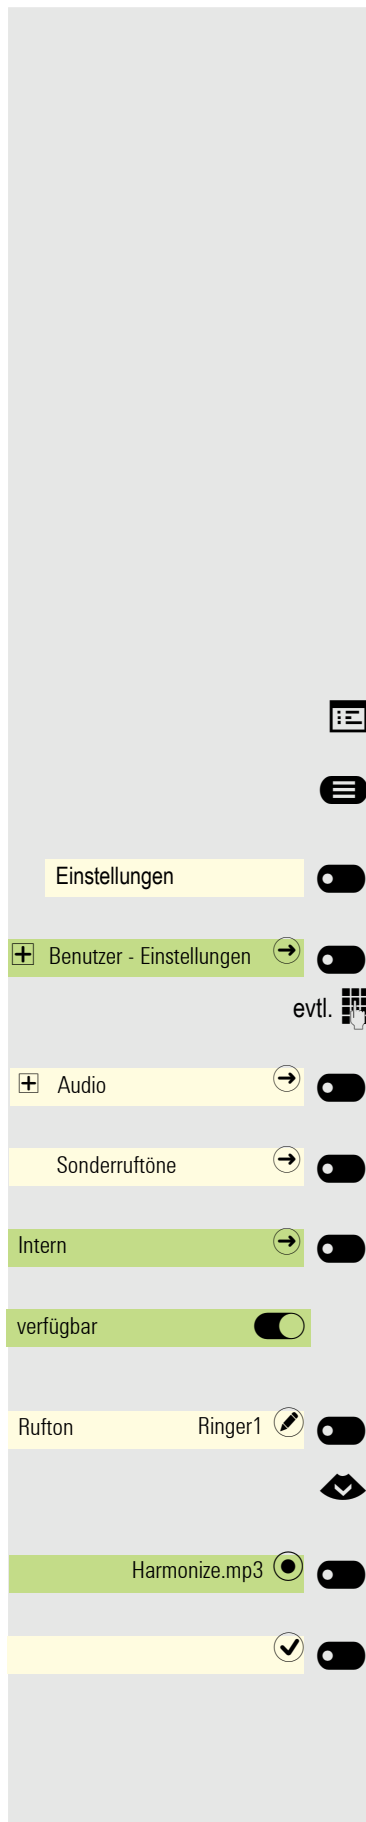 Einstellungen
Benutzer - Einstellungen
evtl.
Audio
Sonderruftöne
Intern
verfügbar
Rufton Ringer1
Harmonize.mp3